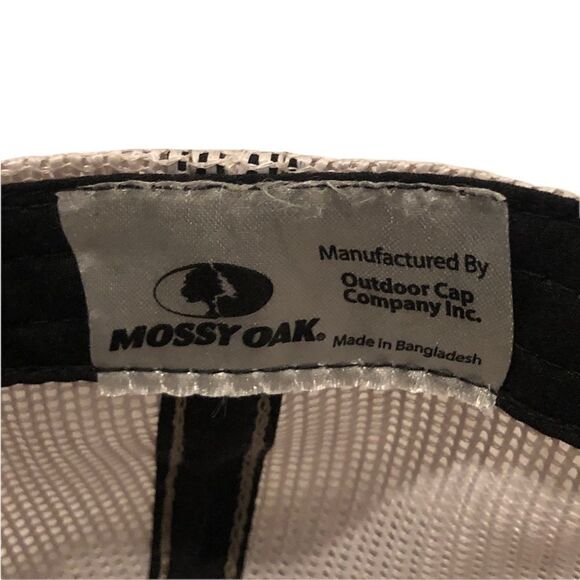 MOSSY OAK®
Manufactured By
Outdoor Cap
Company Inc.
Made in Bangladesh